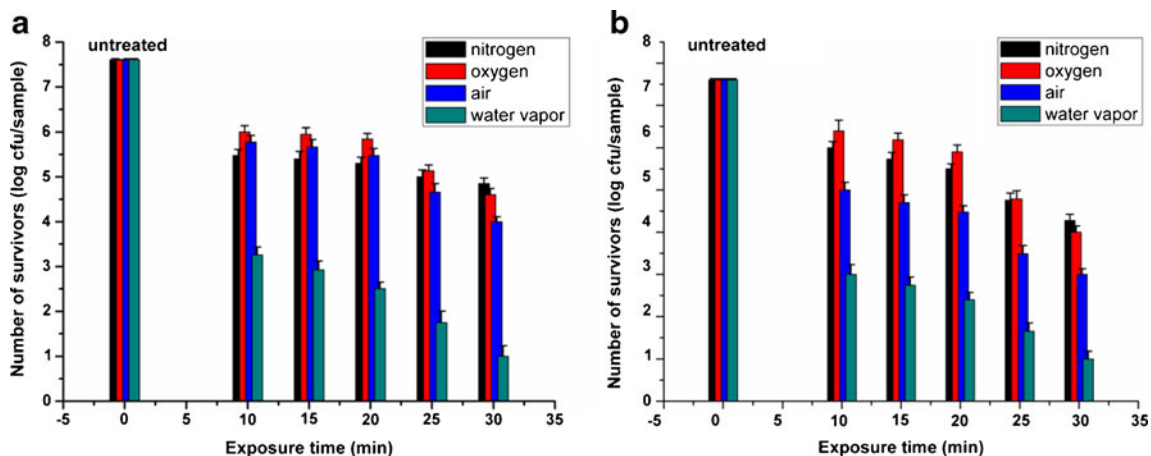 a
untreated
nitrogen
oxygen
air
water vapor
Number of survivors (log cfu/sample)
8
7
6
5
4
3
2
1
0
-5 0 5 10 15 20 25 30 35
Exposure time (min)
b
untreated
nitrogen
oxygen
air
water vapor
Number of survivors (log cfu/sample)
8
7
6
5
4
3
2
1
0
-5 0 5 10 15 20 25 30 35
Exposure time (min)